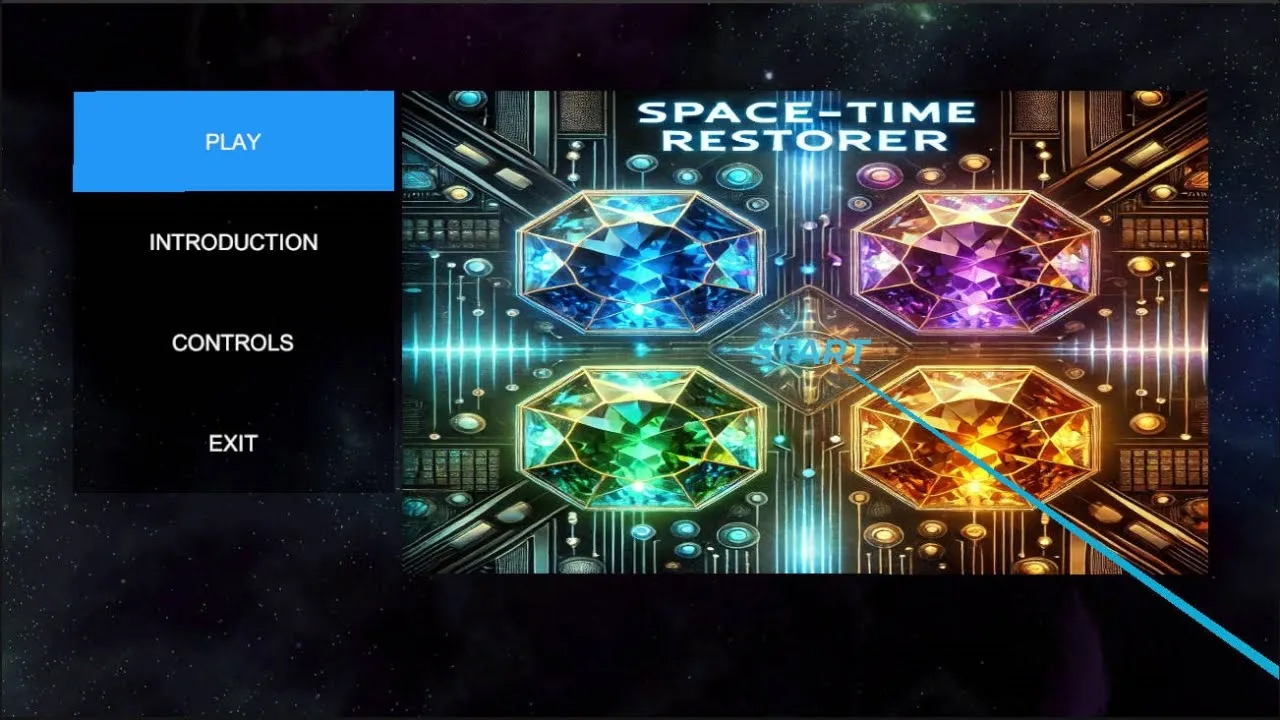 PLAY
INTRODUCTION
CONTROLS
EXIT
SPACE-TIME
RESTORER
START